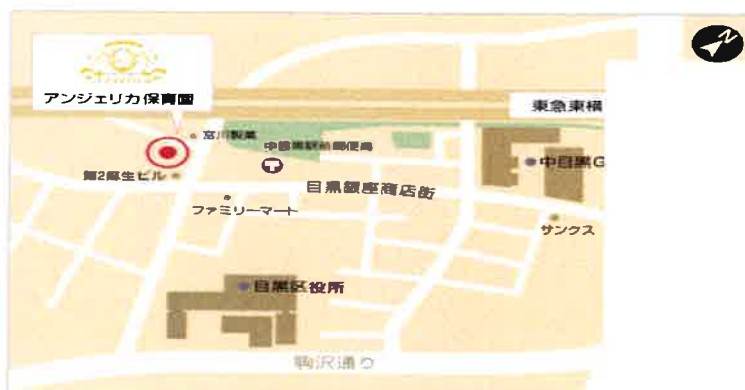 N
アンジェリカ保育園
東急東横
宮川製薬
中目黒駅前郵便局
中目黒G
第2麻生ビル
目黒銀座商店街
ファミリーマート
サンクス
目黒区役所
駒沢通り